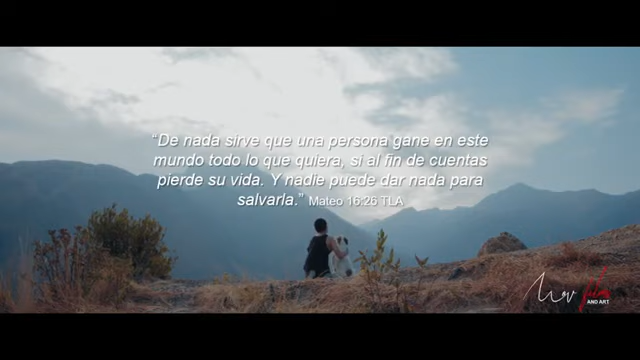 “De nada sirve que una persona gane en este
mundo todo lo que quiera, si al fin de cuentas
pierde su vida. Y nadie puede dar nada para
salvarla.” Mateo 16:26 TLA
AND ART